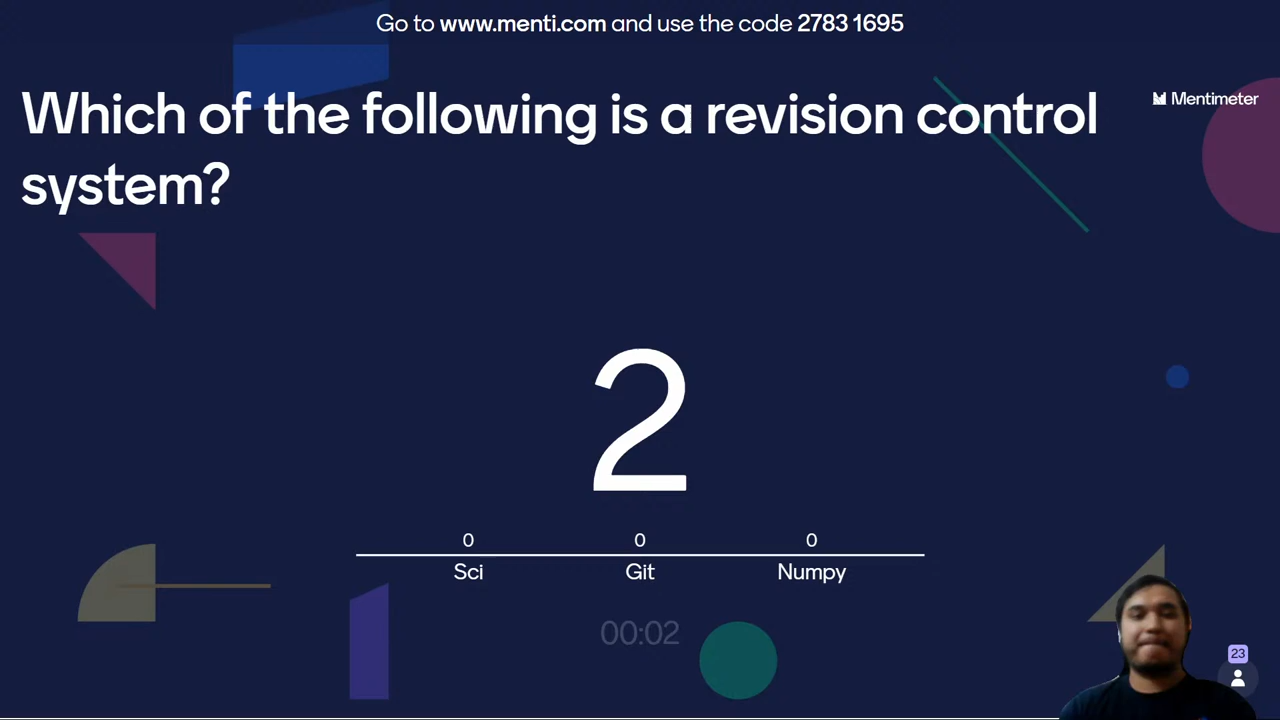 Go to www.menti.com and use the code 2783 1695
Which of the following is a revision control
system?
Mentimeter
2
0 0 0
Sci Git Numpy
00:02
23